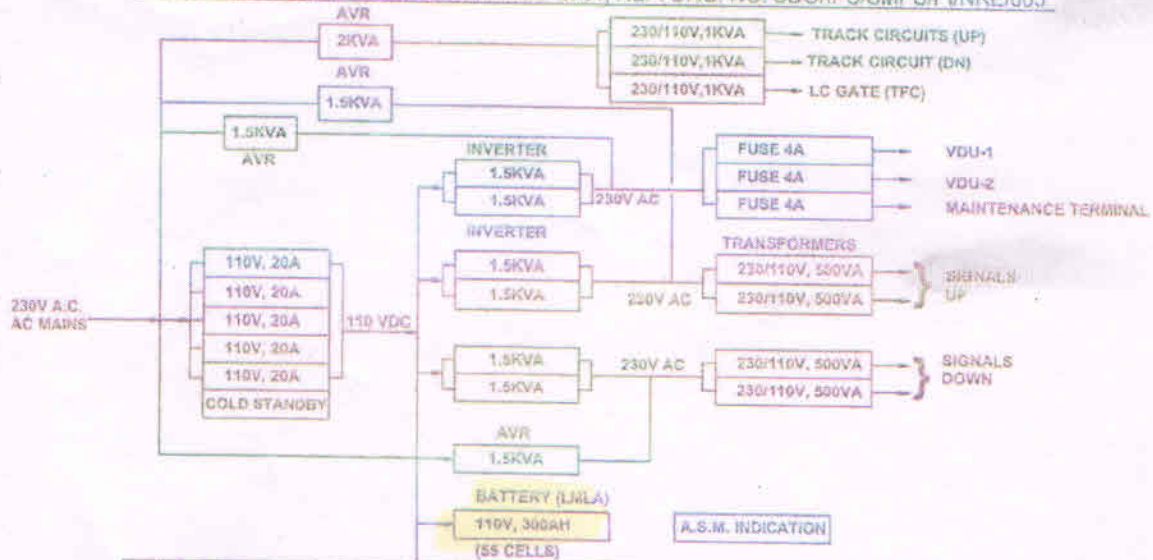 AVR
2KVA
AVR
1.5KVA
1.5KVA
AVR
230/110V,1KVA
TRACK CIRCUITS (UP)
230/110V,1KVA
TRACK CIRCUIT (DN)
230/110V,1KVA
LC GATE (TFC)
INVERTER
1.5KVA
1.5KVA
230V AC
FUSE 4A
VDU-1
FUSE 4A
VDU-2
FUSE 4A
MAINTENANCE TERMINAL
INVERTER
1.5KVA
1.5KVA
230V AC
TRANSFORMERS
230/110V, 500VA
230/110V, 500VA
SIGNALS
UP
230V A.C.
AC MAINS
110V, 20A
110V, 20A
110V, 20A
110V, 20A
110V, 20A
COLD STANDBY
110 VDC
1.5KVA
1.5KVA
230V AC
230/110V, 500VA
230/110V, 500VA
SIGNALS
DOWN
AVR
1.5KVA
BATTERY (LMLA)
110V, 300AH
(55 CELLS)
A.S.M. INDICATION